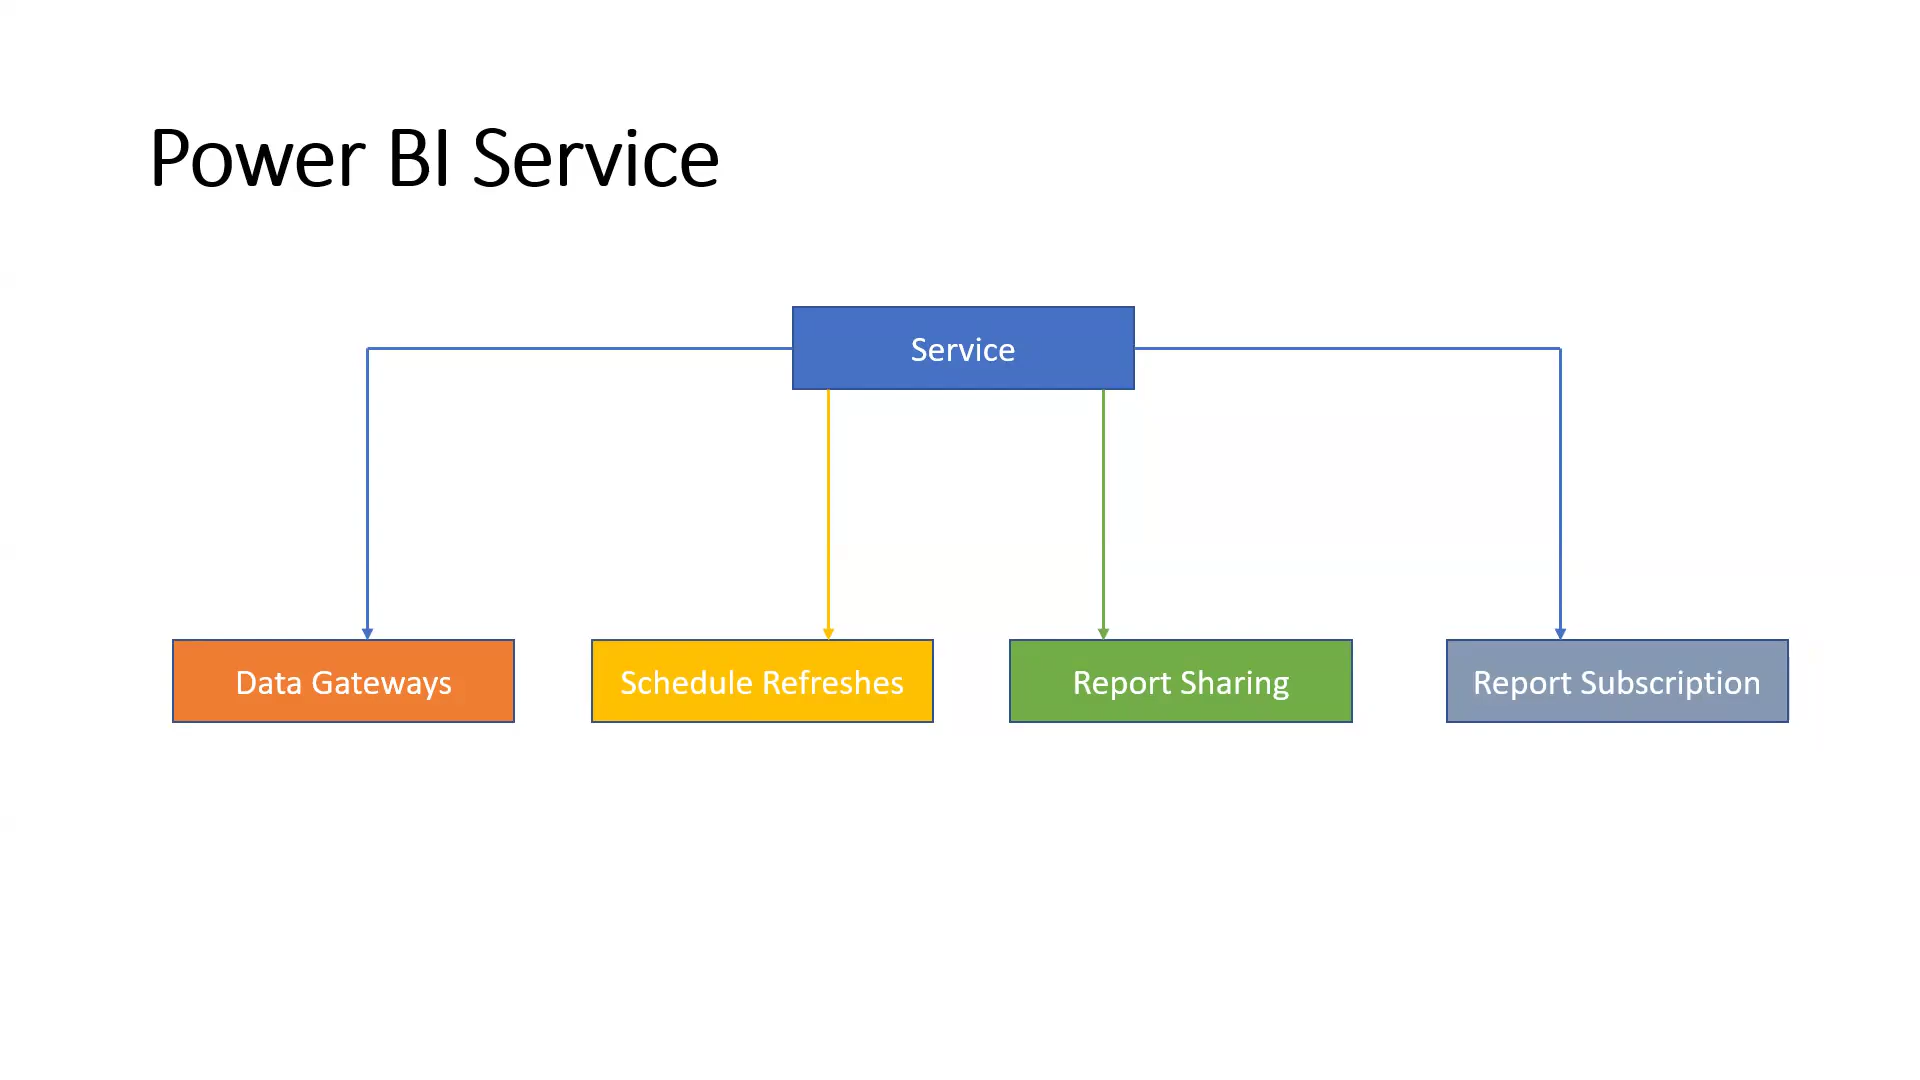 Power BI Service
Service
Data Gateways
Schedule Refreshes
Report Sharing
Report Subscription